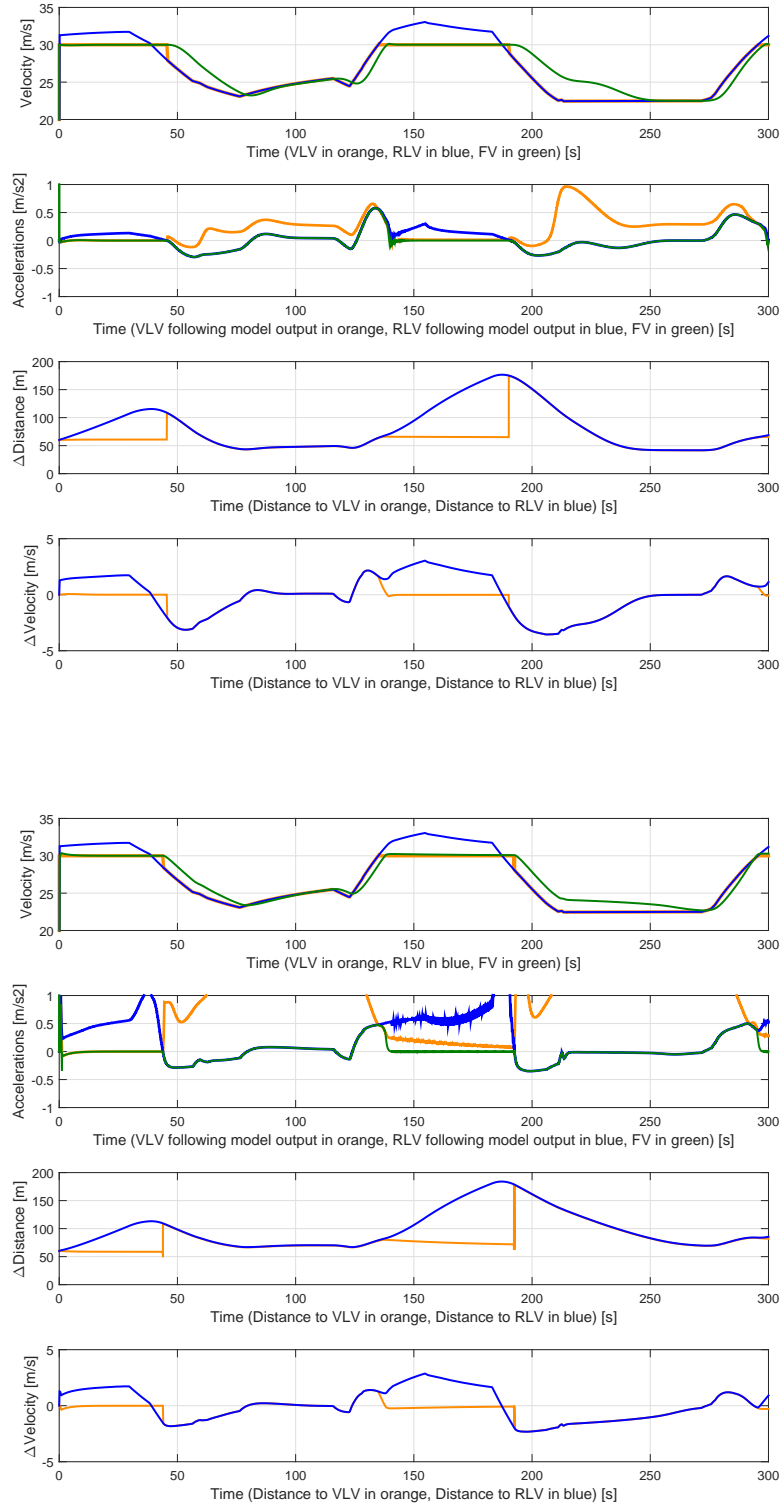 35
30
25
20
Velocity [m/s]
0 50 100 150 200 250 300
Time (VLV in orange, RLV in blue, FV in green) [s]
1
0.5
0
-0.5
-1
Accelerations [m/s2]
0 50 100 150 200 250 300
Time (VLV following model output in orange, RLV following model output in blue, FV in green) [s]
200
150
100
50
0
ΔDistance [m]
0 50 100 150 200 250 300
Time (Distance to VLV in orange, Distance to RLV in blue) [s]
5
0
-5
ΔVelocity [m/s]
0 50 100 150 200 250 300
Time (Distance to VLV in orange, Distance to RLV in blue) [s]
35
30
25
20
Velocity [m/s]
0 50 100 150 200 250 300
Time (VLV in orange, RLV in blue, FV in green) [s]
1
0.5
0
-0.5
-1
Accelerations [m/s2]
0 50 100 150 200 250 300
Time (VLV following model output in orange, RLV following model output in blue, FV in green) [s]
200
150
100
50
0
ΔDistance [m]
0 50 100 150 200 250 300
Time (Distance to VLV in orange, Distance to RLV in blue) [s]
5
0
-5
ΔVelocity [m/s]
0 50 100 150 200 250 300
Time (Distance to VLV in orange, Distance to RLV in blue) [s]